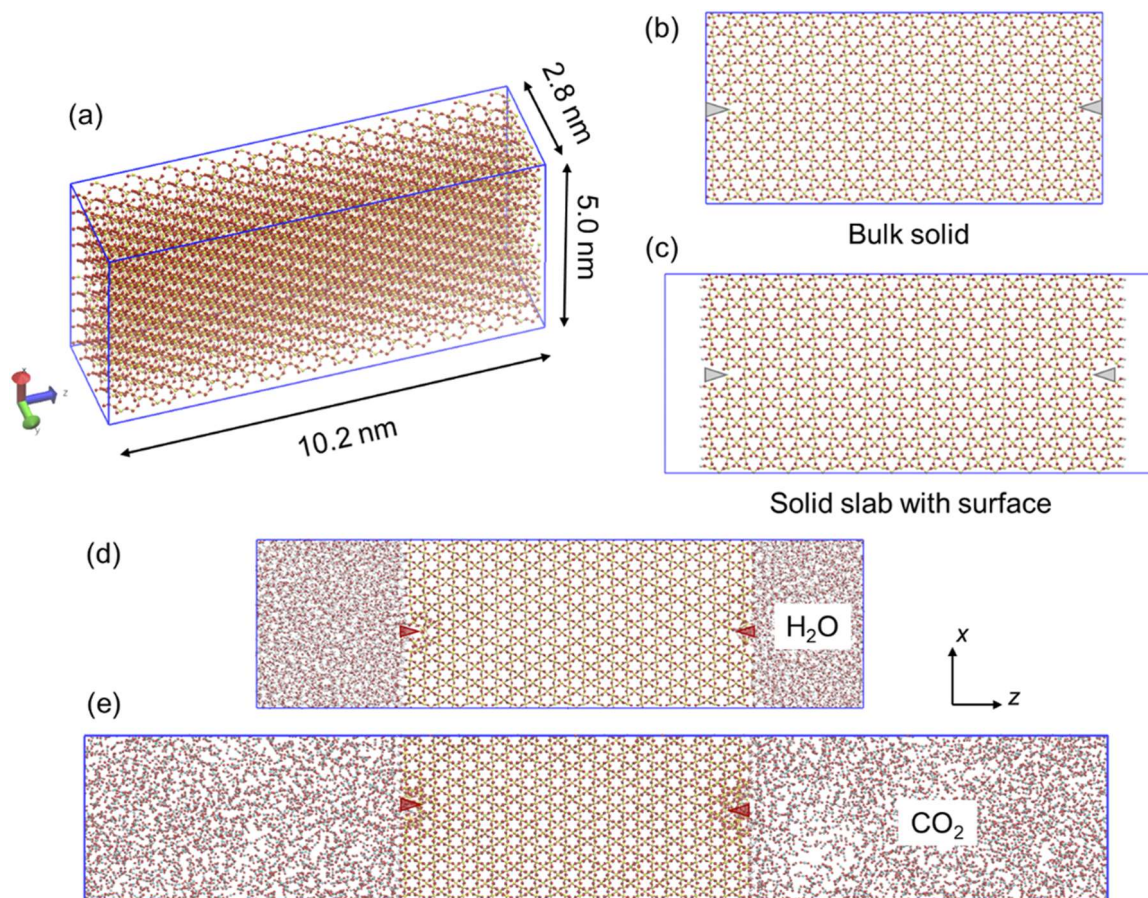 (a)
2.8 nm
5.0 nm
10.2 nm
x
y
z
(b)
Bulk solid
(c)
Solid slab with surface
(d)
H₂O
x
z
(e)
CO₂